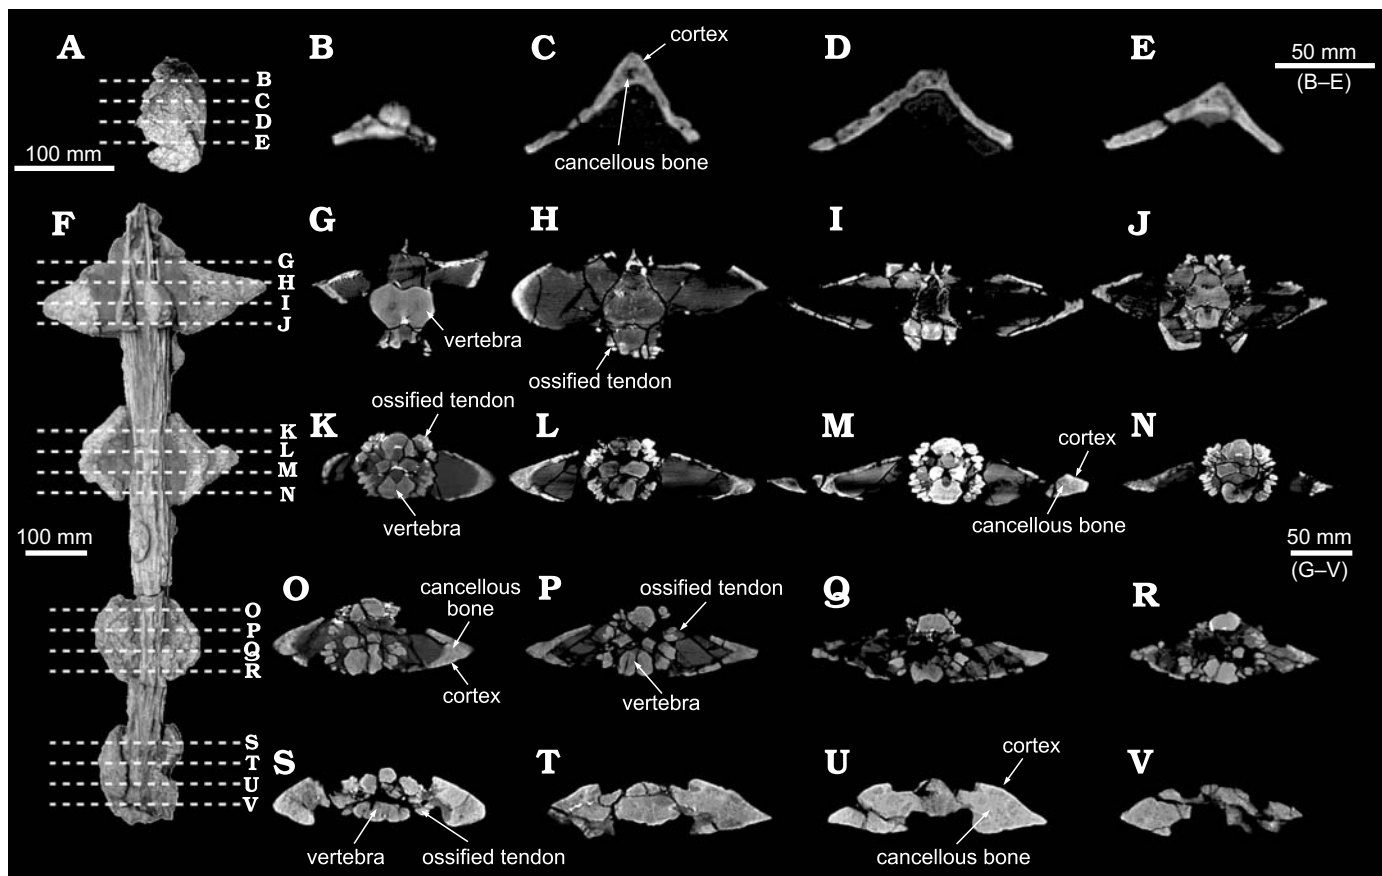 A
B
C
D
E
100 mm
B
C
D
E
cortex
cancellous bone
50 mm
(B–E)
F
G
H
I
J
K
L
M
N
100 mm
O
P
Q
R
S
T
U
V
G
vertebra
H
ossified tendon
I
J
K
ossified tendon
vertebra
L
M
cortex
cancellous bone
N
50 mm
(G–V)
O
cancellous
bone
cortex
P
ossified tendon
vertebra
Q
R
S
vertebra
ossified tendon
T
U
cortex
cancellous bone
V